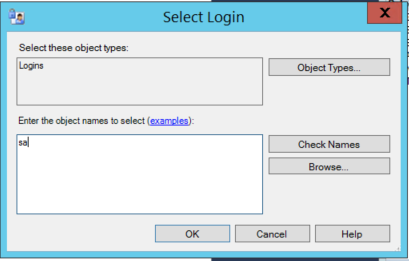 Select Login
X
Select these object types:
Logins
Object Types...
Enter the object names to select (examples):
sa
Check Names
Browse...
OK
Cancel
Help